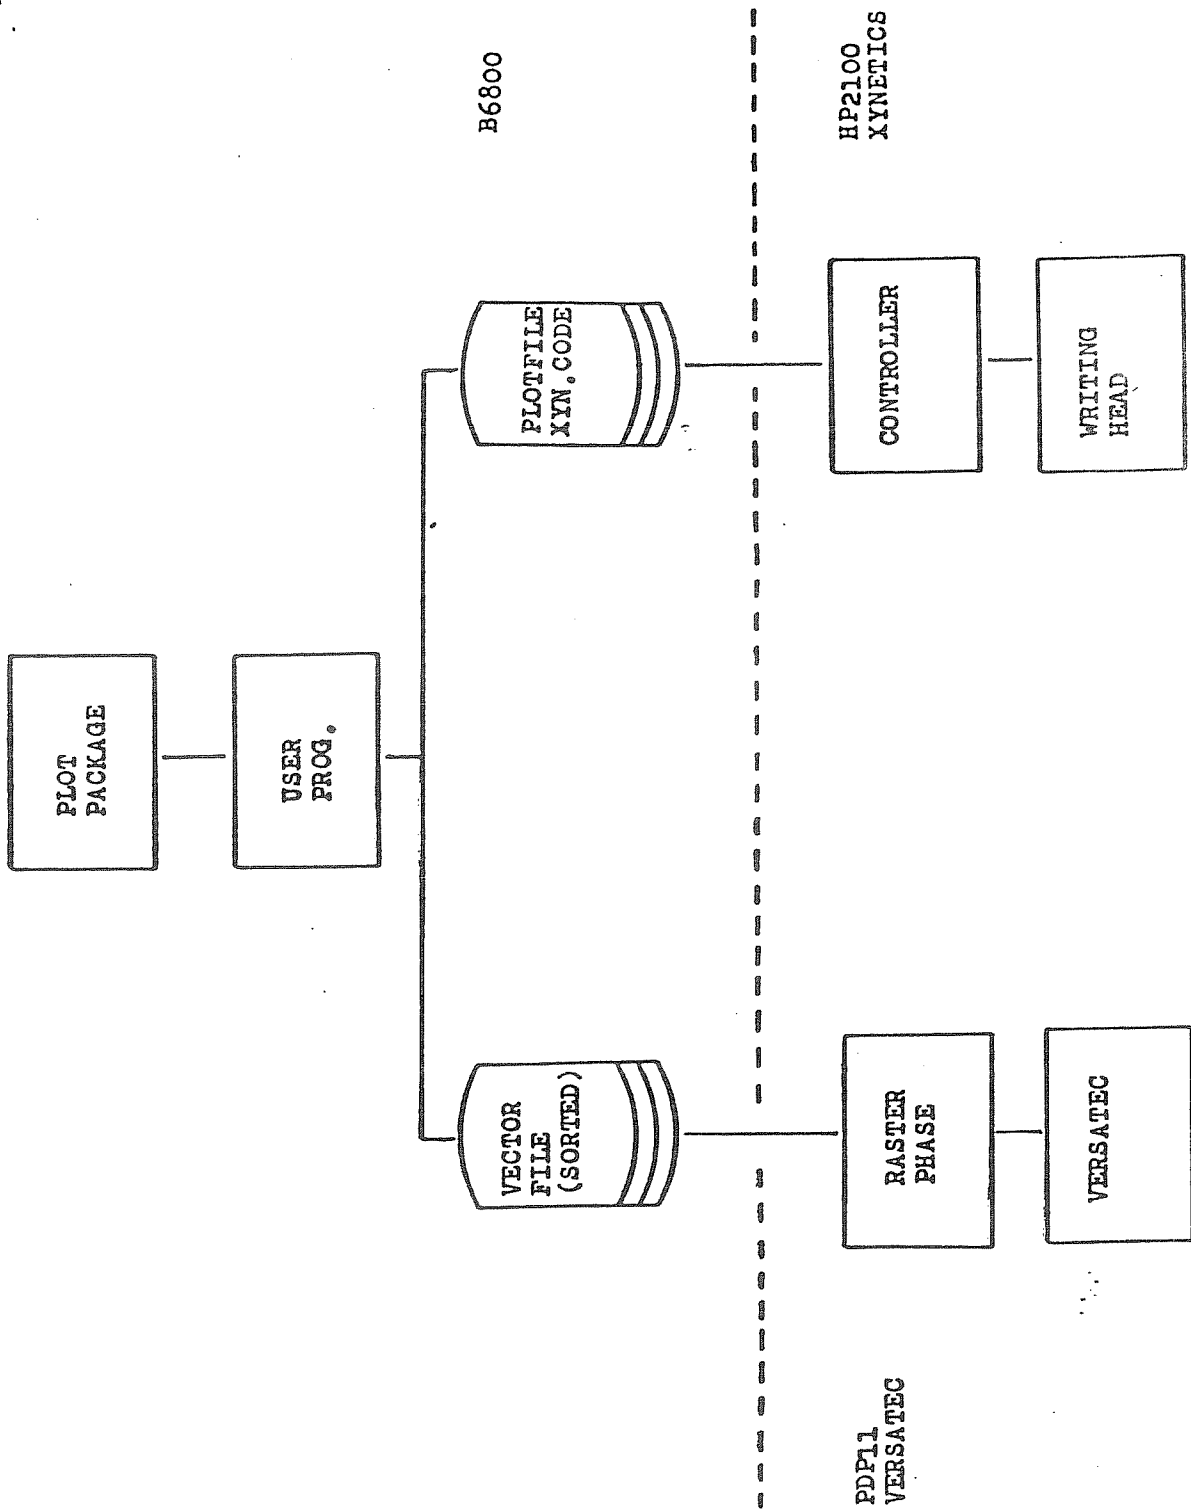 PLOT
PACKAGE
USER
PROG.
B6800
VECTOR
FILE
(SORTED)
PLOTFILE
XYN.CODE
PDP11
VERSATEC
HP2100
XYNETICS
RASTER
PHASE
CONTROLLER
VERSATEC
WRITING
HEAD